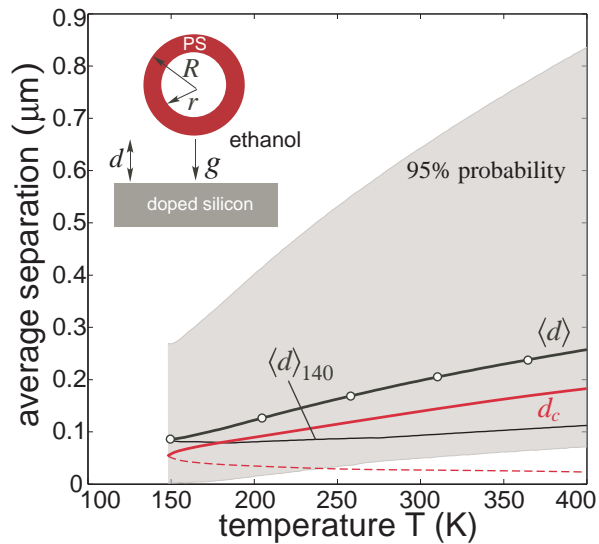 0.9
0.8
0.7
0.6
0.5
0.4
0.3
0.2
0.1
0
average separation (μm)
PS
R
r
ethanol
d
g
doped silicon
95% probability
⟨d⟩
⟨d⟩140
dc
100 150 200 250 300 350 400
temperature T (K)